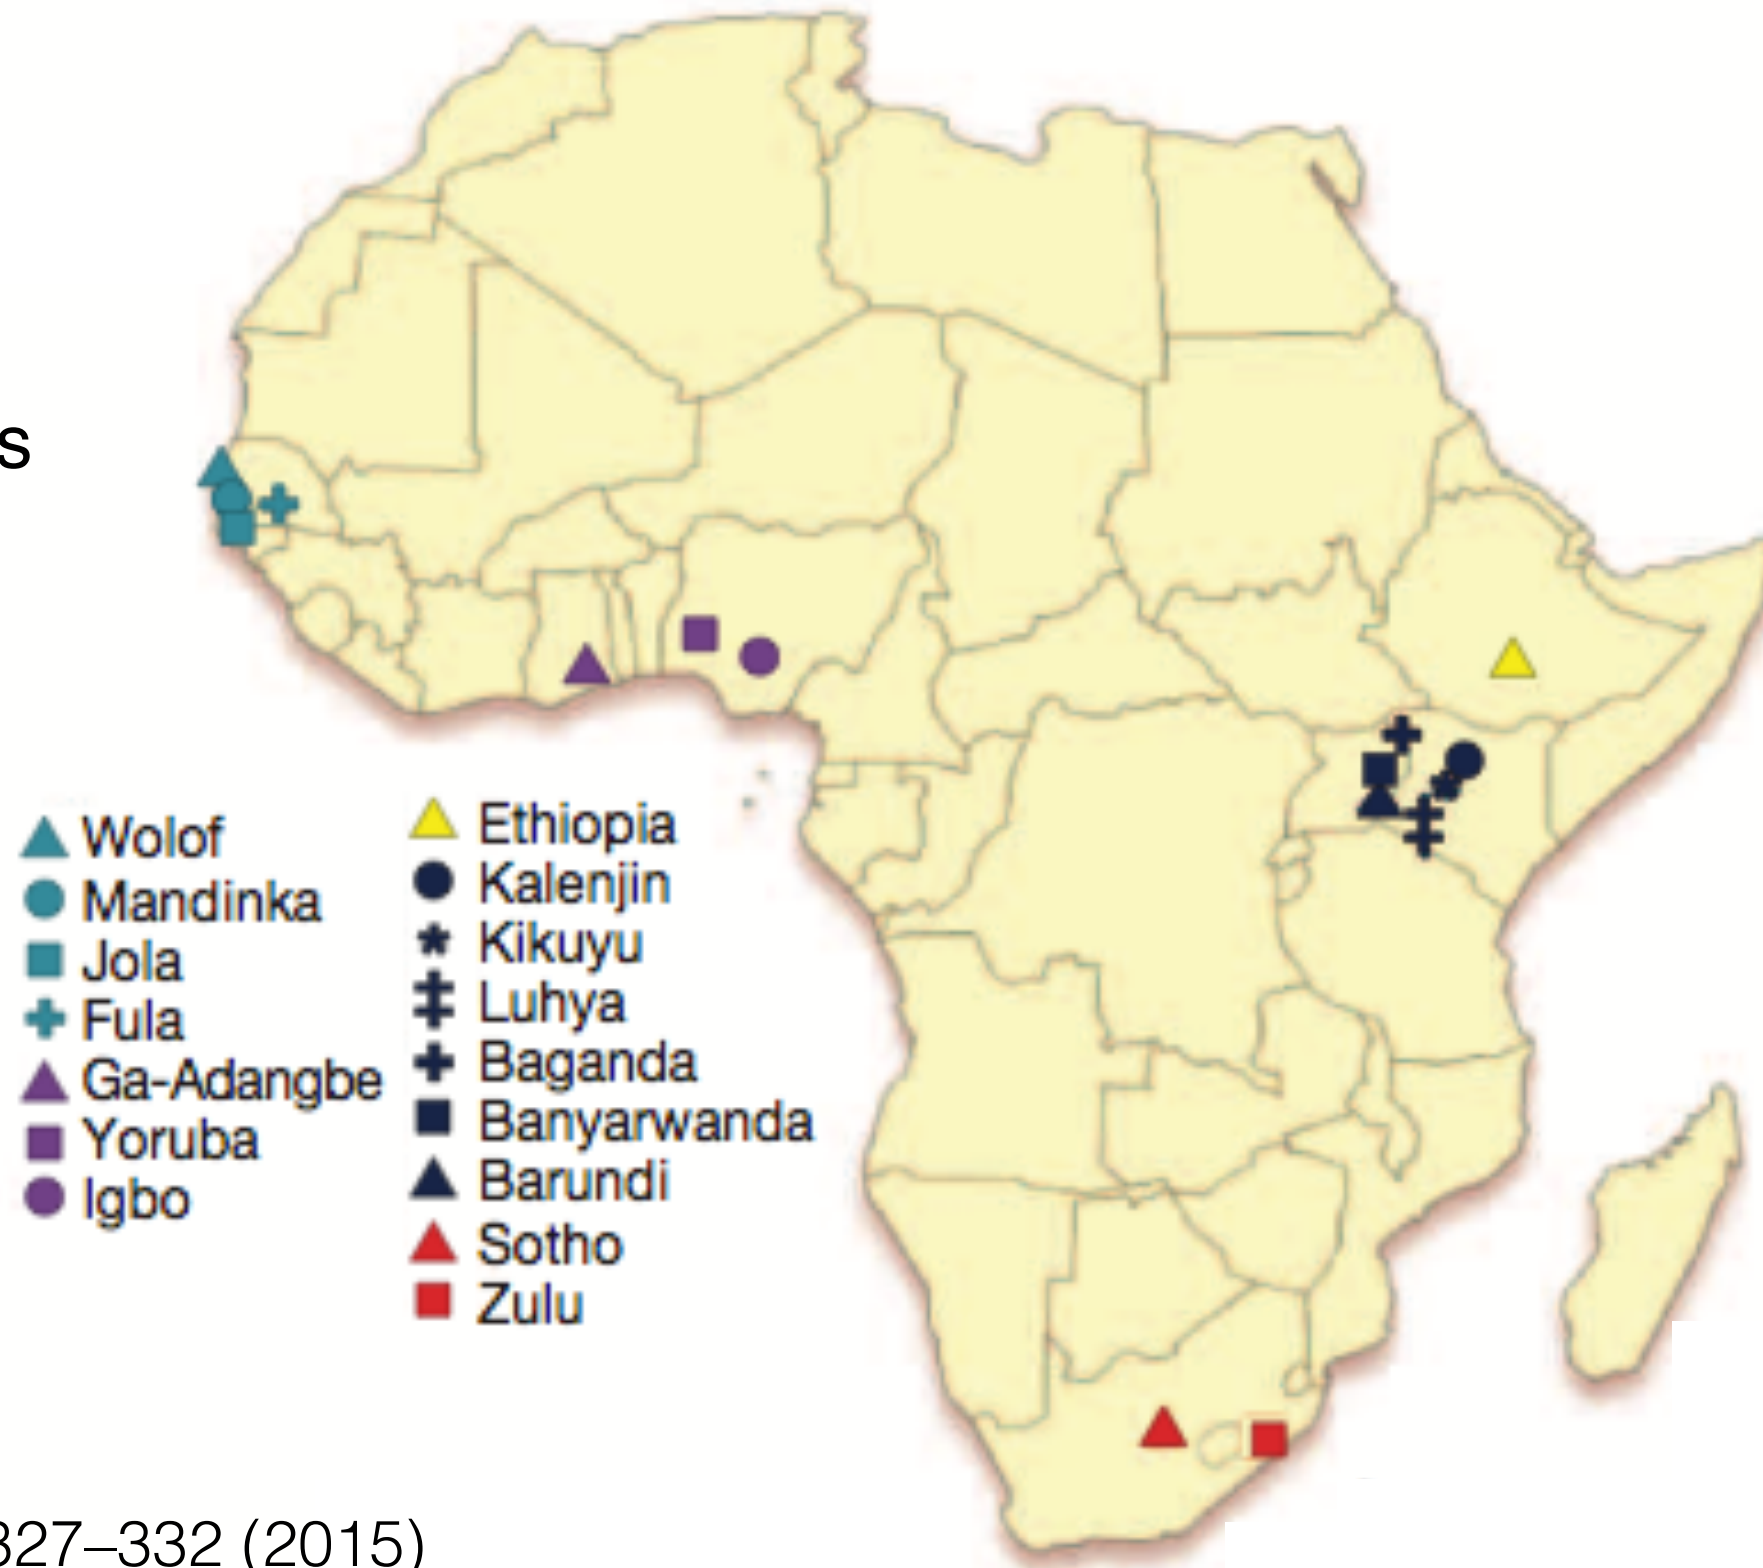 s
Wolof
Mandinka
Jola
Fula
Ga-Adangbe
Yoruba
Igbo
Ethiopia
Kalenjin
Kikuyu
Luhya
Baganda
Banyarwanda
Barundi
Sotho
Zulu
327–332 (2015)